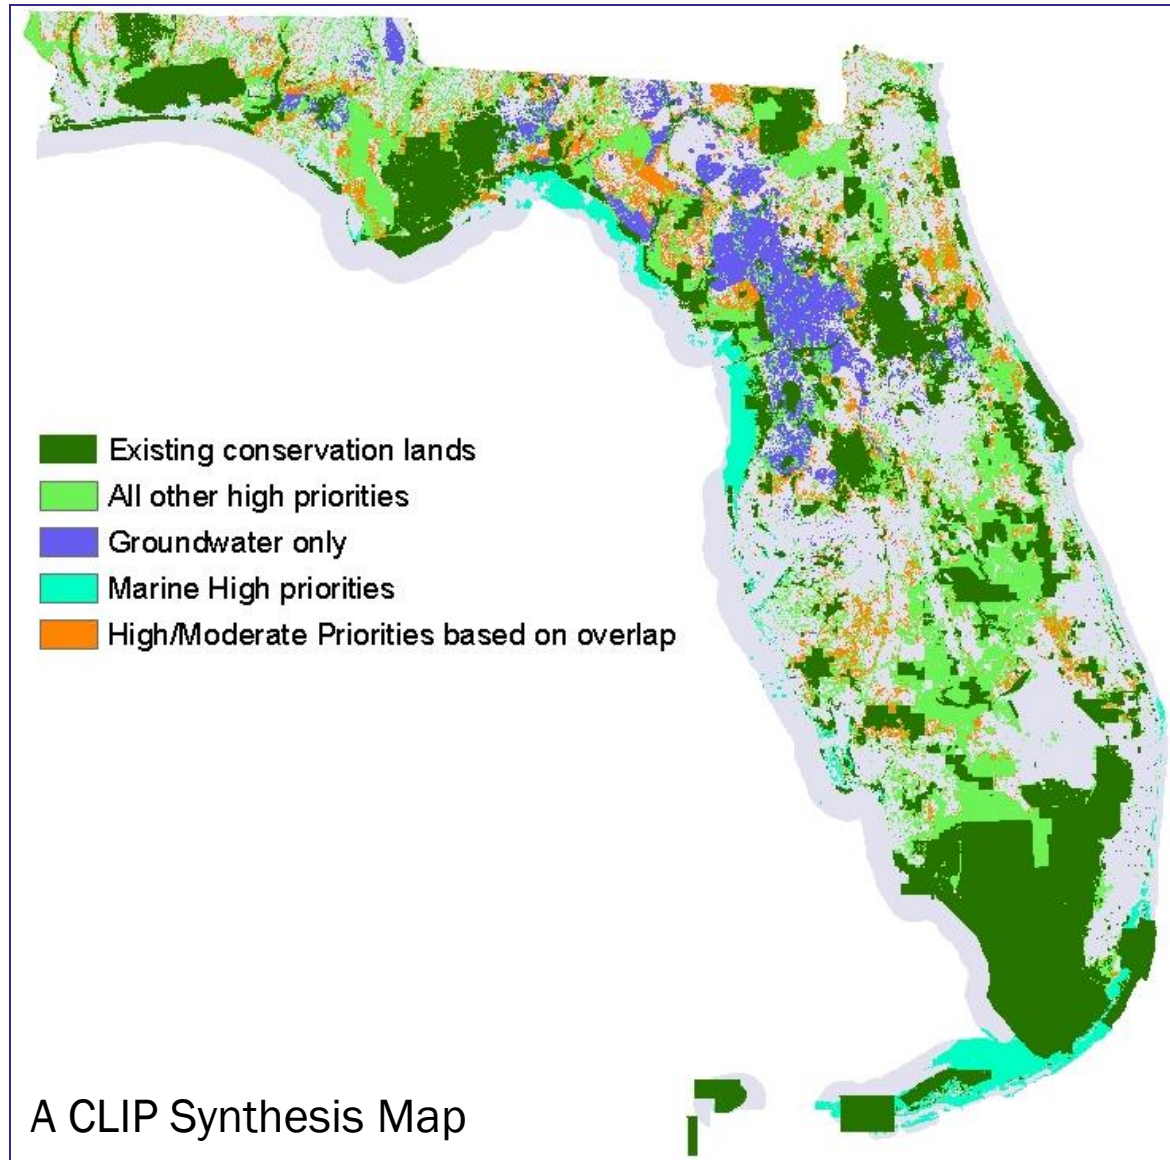 Existing conservation lands
All other high priorities
Groundwater only
Marine High priorities
High/Moderate Priorities based on overlap
A CLIP Synthesis Map